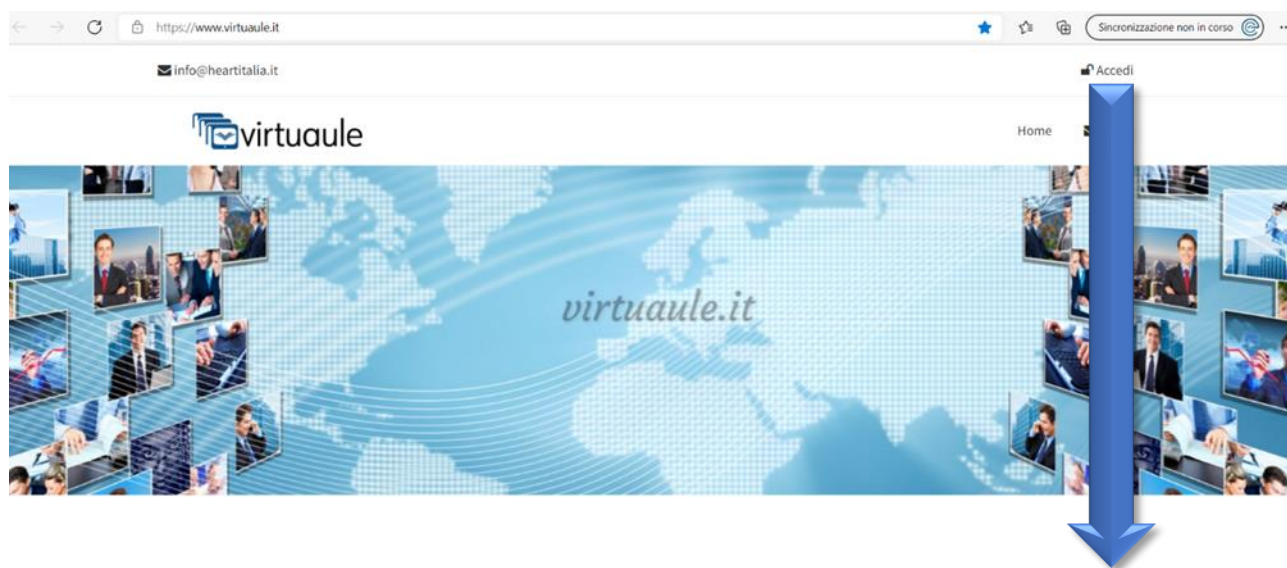 https://www.virtuaule.it
Sincronizzazione non in corso
info@heartitalia.it
Accedi
virtuaule
Home
virtuaule.it